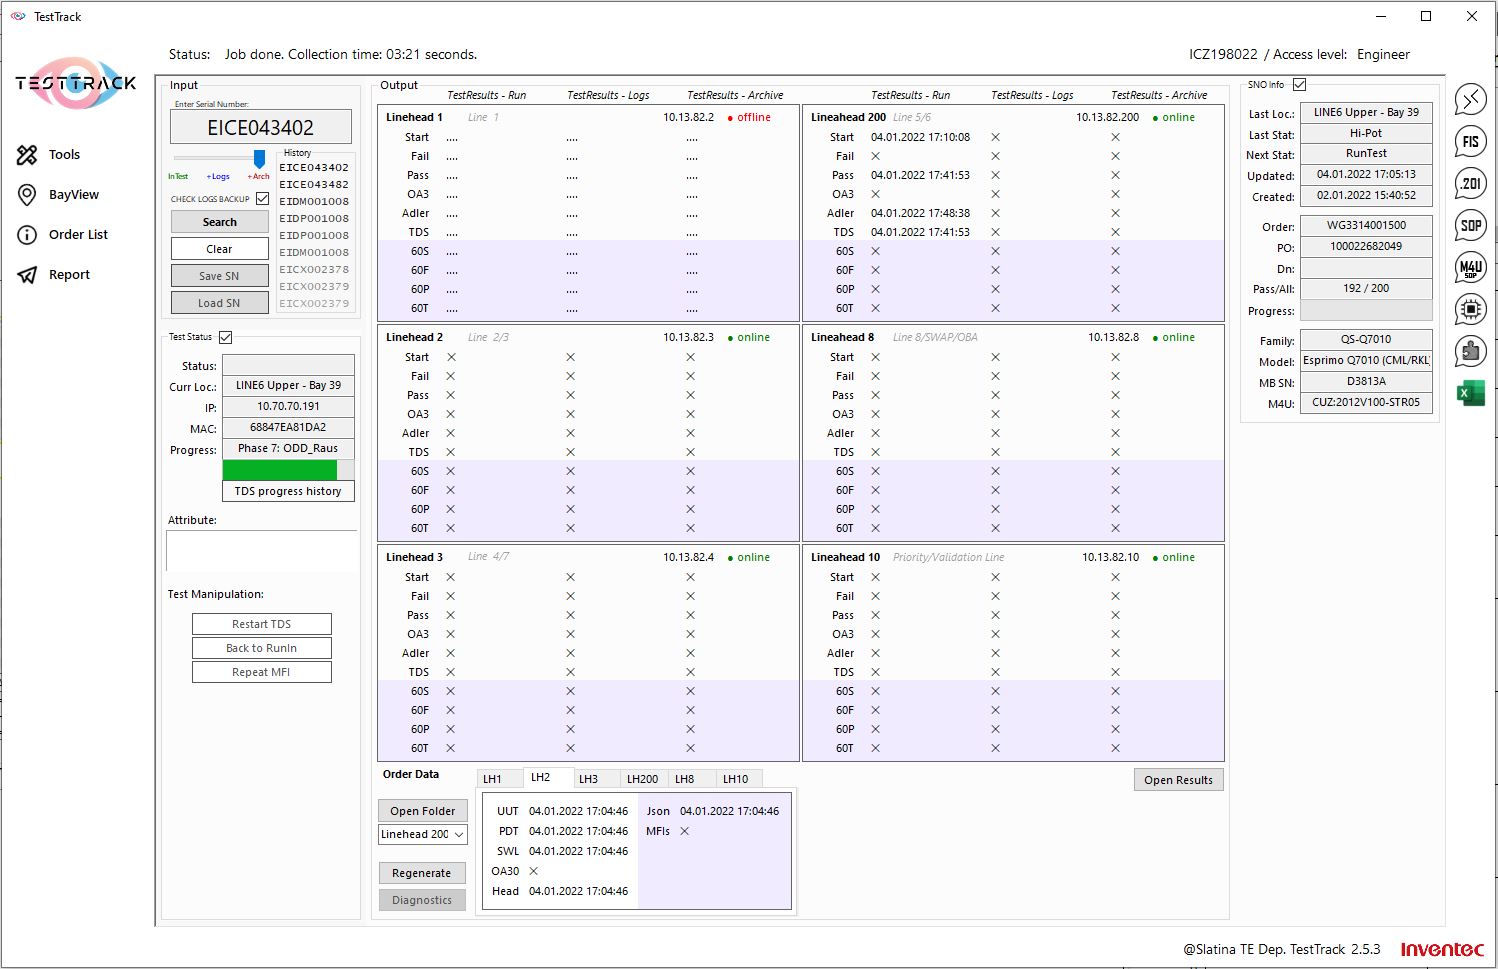 TestTrack
Status: Job done. Collection time: 03:21 seconds.
ICZ198022 / Access level: Engineer
TESTTRACK
Tools
BayView
Order List
Report
Input
Enter Serial Number:
EICE043402
InTest +Logs +Arch
CHECK LOGS BACKUP
Search
Clear
Save SN
Load SN
History
EICE043402
EICE043482
EIDM001008
EIDP001008
EIDP001008
EIDM001008
EICX002378
EICX002379
EICX002379
Test Status
Status:
Curr Loc.: LINE6 Upper - Bay 39
IP: 10.70.70.191
MAC: 68847EA81DA2
Progress: Phase 7: ODD_Raus
TDS progress history
Attribute:
Test Manipulation:
Restart TDS
Back to RunIn
Repeat MFI
Output
TestResults - Run TestResults - Logs TestResults - Archive
Linehead 1 Line 1 10.13.82.2 ● offline
Start .... .... ....
Fail .... .... ....
Pass .... .... ....
OA3 .... .... ....
Adler .... .... ....
TDS .... .... ....
60S .... .... ....
60F .... .... ....
60P .... .... ....
60T .... .... ....
TestResults - Run TestResults - Logs TestResults - Archive
Lineahead 200 Line 5/6 10.13.82.200 ● online
Start 04.01.2022 17:10:08 × ×
Fail × × ×
Pass 04.01.2022 17:41:53 × ×
OA3 × × ×
Adler 04.01.2022 17:48:38 × ×
TDS 04.01.2022 17:41:53 × ×
60S × × ×
60F × × ×
60P × × ×
60T × × ×
Linehead 2 Line 2/3 10.13.82.3 ● online
Start × × ×
Fail × × ×
Pass × × ×
OA3 × × ×
Adler × × ×
TDS × × ×
60S × × ×
60F × × ×
60P × × ×
60T × × ×
Linehead 8 Line 8/SWAP/OBA 10.13.82.8 ● online
Start × × ×
Fail × × ×
Pass × × ×
OA3 × × ×
Adler × × ×
TDS × × ×
60S × × ×
60F × × ×
60P × × ×
60T × × ×
Linehead 3 Line 4/7 10.13.82.4 ● online
Start × × ×
Fail × × ×
Pass × × ×
OA3 × × ×
Adler × × ×
TDS × × ×
60S × × ×
60F × × ×
60P × × ×
60T × × ×
Linehead 10 Priority/Validation Line 10.13.82.10 ● online
Start × × ×
Fail × × ×
Pass × × ×
OA3 × × ×
Adler × × ×
TDS × × ×
60S × × ×
60F × × ×
60P × × ×
60T × × ×
Order Data
Open Folder
Linehead 200
Regenerate
Diagnostics
LH1 LH2 LH3 LH200 LH8 LH10
UUT 04.01.2022 17:04:46 Json 04.01.2022 17:04:46
PDT 04.01.2022 17:04:46 MFIs ×
SWL 04.01.2022 17:04:46
OA30 ×
Head 04.01.2022 17:04:46
Open Results
SNO Info
Last Loc.: LINE6 Upper - Bay 39
Last Stat: Hi-Pot
Next Stat: RunTest
Updated: 04.01.2022 17:05:13
Created: 02.01.2022 15:40:52
Order: WG3314001500
PO: 100022682049
Dn:
Pass/All: 192 / 200
Progress:
Family: QS-Q7010
Model: Esprimo Q7010 (CML/RKL
MB SN: D3813A
M4U: CUZ:2012V100-STR05
FIS
.201
SOP
M4U
SOP
X
@Slatina TE Dep. TestTrack 2.5.3
Inventec